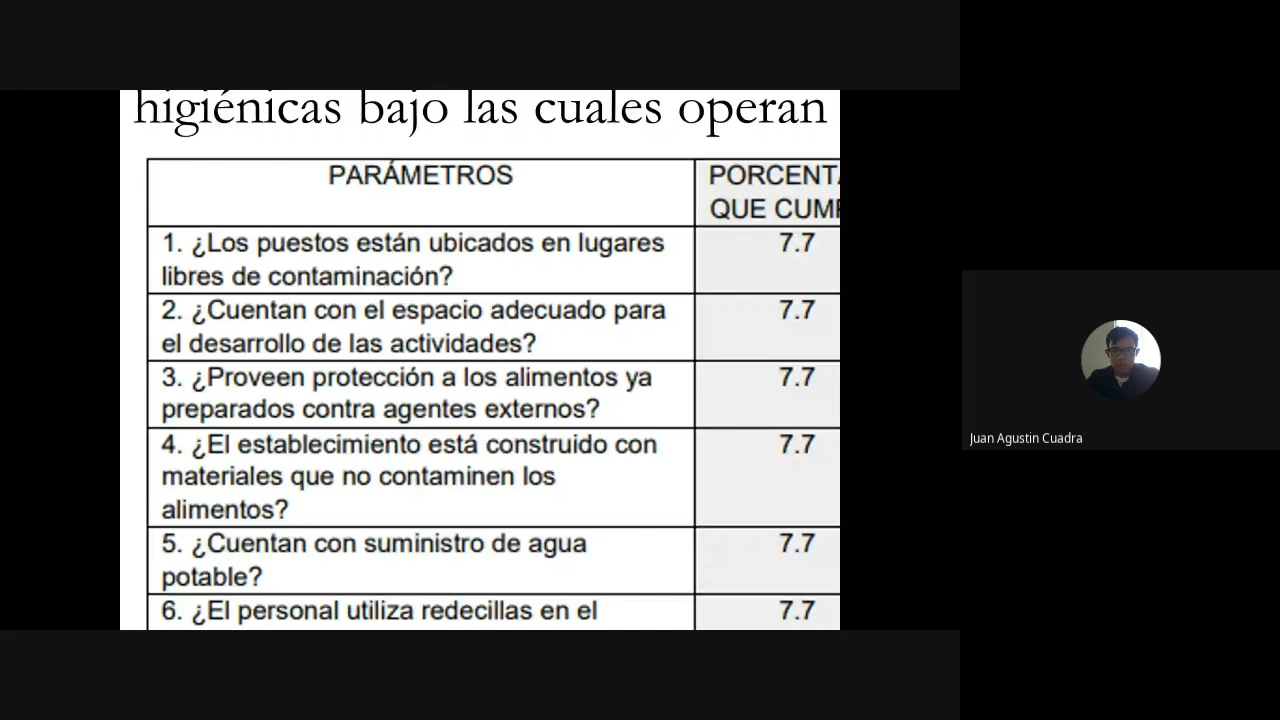 higiénicas bajo las cuales operan
PARÁMETROS
QUE
1. ¿Los puestos están ubicados en lugares
7.7
libres de contaminación?
2. ¿Cuentan con el espacio adecuado para
7.7
el desarrollo de las actividades?
3. ¿Proveen protección a los alimentos ya
7.7
preparados contra agentes externos?
4. ¿El establecimiento está construido con
7.7
materiales que no contaminen los
alimentos?
5. ¿Cuentan con suministro de agua
7.7
potable?
6. ¿El personal utiliza redecillas en el
7.7
Juan Agustin Cuadra